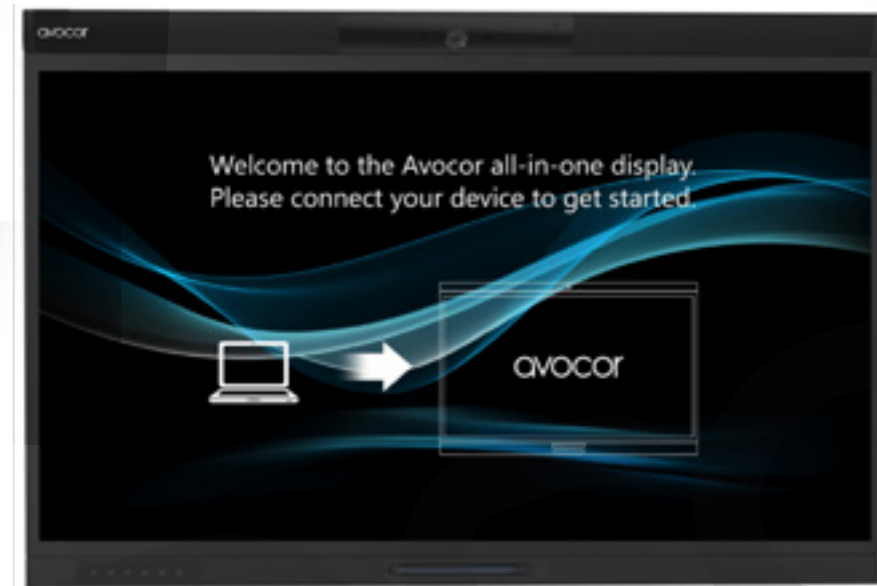 avocor
Welcome to the Avocor all-in-one display.
Please connect your device to get started.
avocor